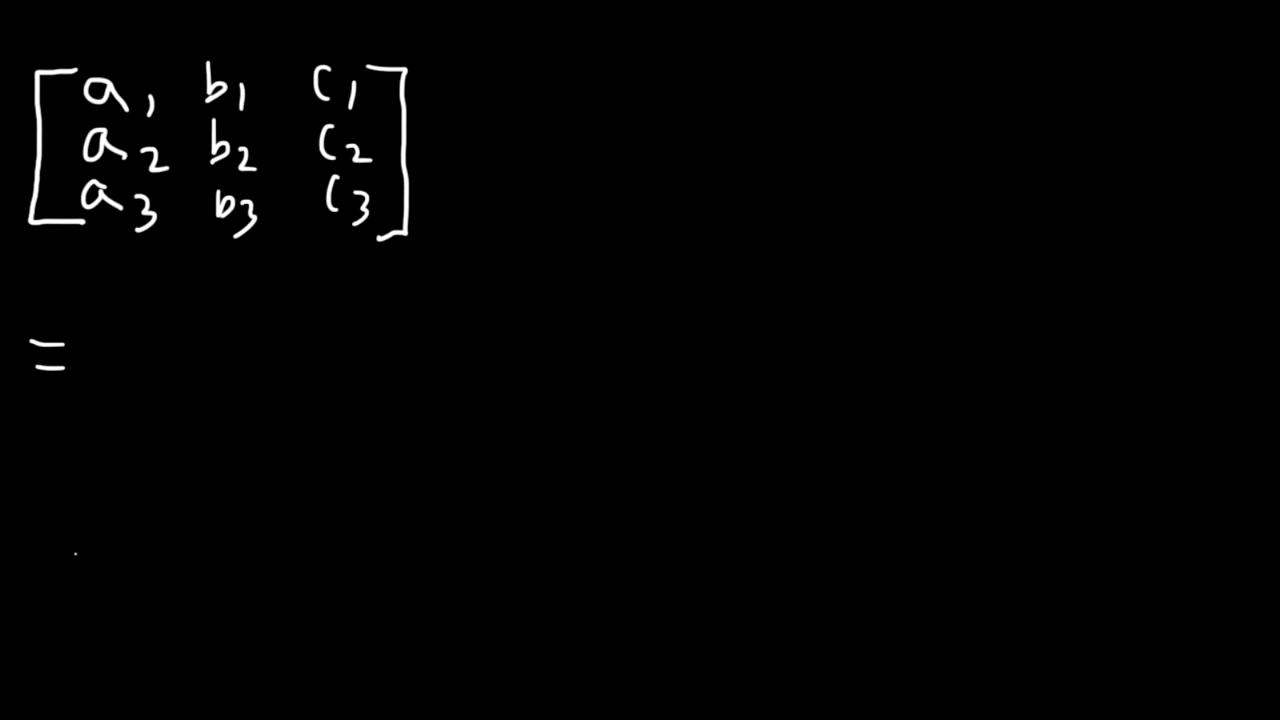 [a₁ b₁ c₁]
[a₂ b₂ c₂]
[a₃ b₃ c₃]
=